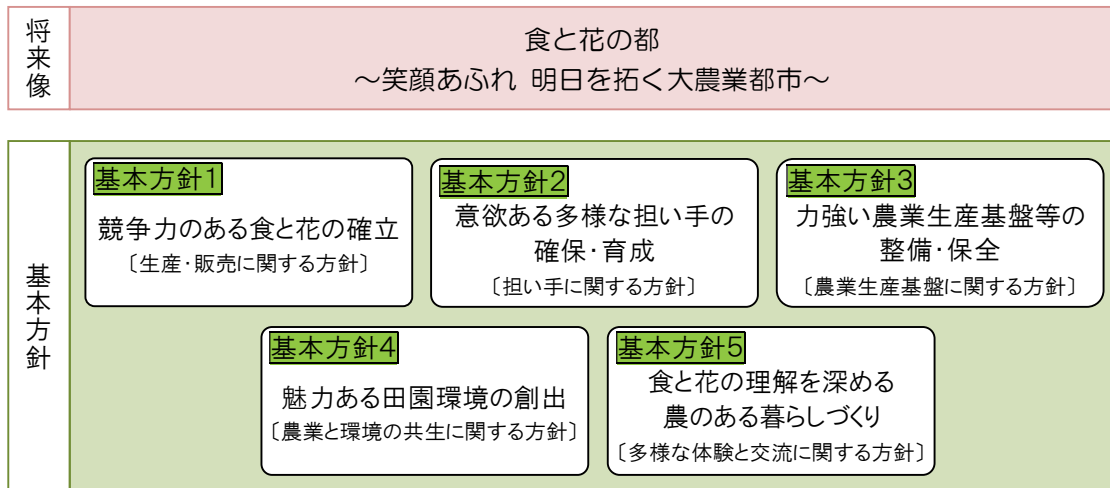 将来像
食と花の都
～笑顔あふれ 明日を拓く大農業都市～
基本方針
基本方針1
競争力のある食と花の確立
〔生産・販売に関する方針〕
基本方針2
意欲ある多様な担い手の
確保・育成
〔担い手に関する方針〕
基本方針3
力強い農業生産基盤等の
整備・保全
〔農業生産基盤に関する方針〕
基本方針4
魅力ある田園環境の創出
〔農業と環境の共生に関する方針〕
基本方針5
食と花の理解を深める
農のある暮らしづくり
〔多様な体験と交流に関する方針〕